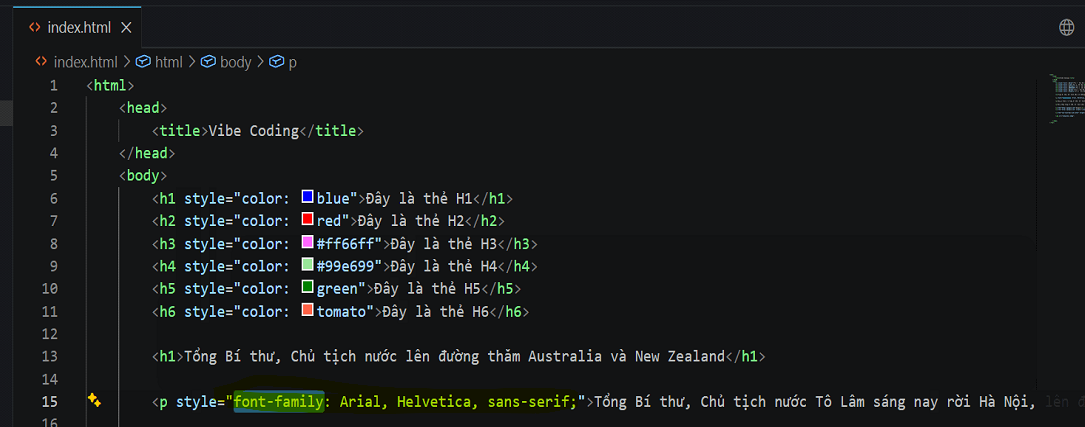 index.html
index.html > html > body > p
1 <html>
2 <head>
3 <title>Vibe Coding</title>
4 </head>
5 <body>
6 <h1 style="color: blue">Đây là thẻ H1</h1>
7 <h2 style="color: red">Đây là thẻ H2</h2>
8 <h3 style="color: #ff66ff">Đây là thẻ H3</h3>
9 <h4 style="color: #99e699">Đây là thẻ H4</h4>
10 <h5 style="color: green">Đây là thẻ H5</h5>
11 <h6 style="color: tomato">Đây là thẻ H6</h6>
12
13 <h1>Tổng Bí thư, Chủ tịch nước lên đường thăm Australia và New Zealand</h1>
14
15 <p style="font-family: Arial, Helvetica, sans-serif;">Tổng Bí thư, Chủ tịch nước Tô Lâm sáng nay rời Hà Nội, lên
16